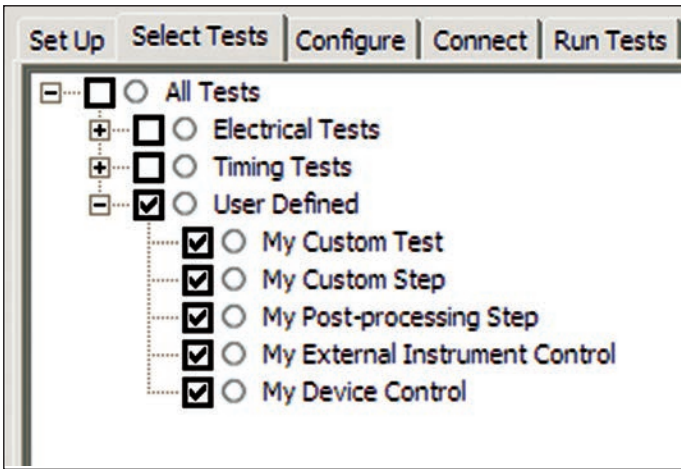 Set Up Select Tests Configure Connect Run Tests
All Tests
Electrical Tests
Timing Tests
User Defined
My Custom Test
My Custom Step
My Post-processing Step
My External Instrument Control
My Device Control